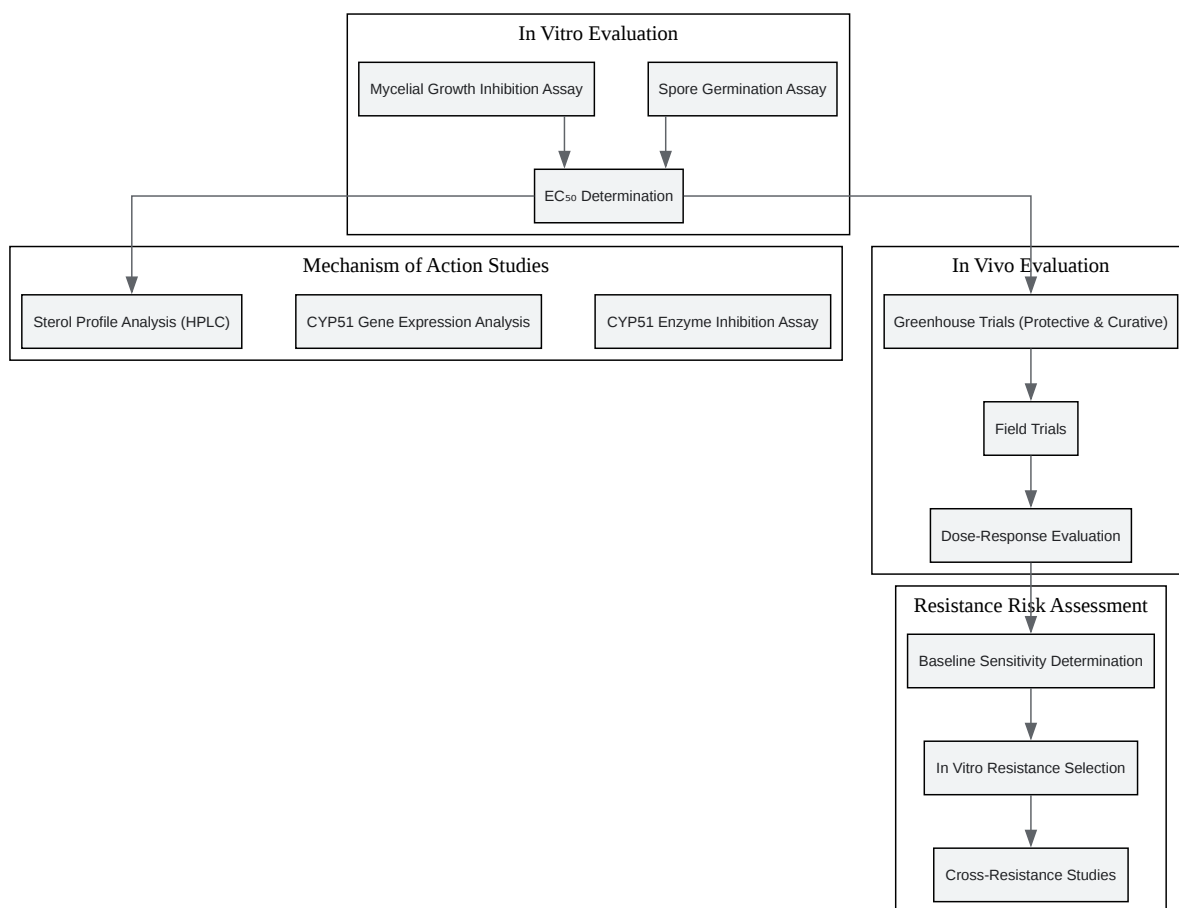 In Vitro Evaluation
Mycelial Growth Inhibition Assay
Spore Germination Assay
EC₅₀ Determination
Mechanism of Action Studies
In Vivo Evaluation
Sterol Profile Analysis (HPLC)
CYP51 Gene Expression Analysis
CYP51 Enzyme Inhibition Assay
Greenhouse Trials (Protective & Curative)
Field Trials
Dose-Response Evaluation
Resistance Risk Assessment
Baseline Sensitivity Determination
In Vitro Resistance Selection
Cross-Resistance Studies